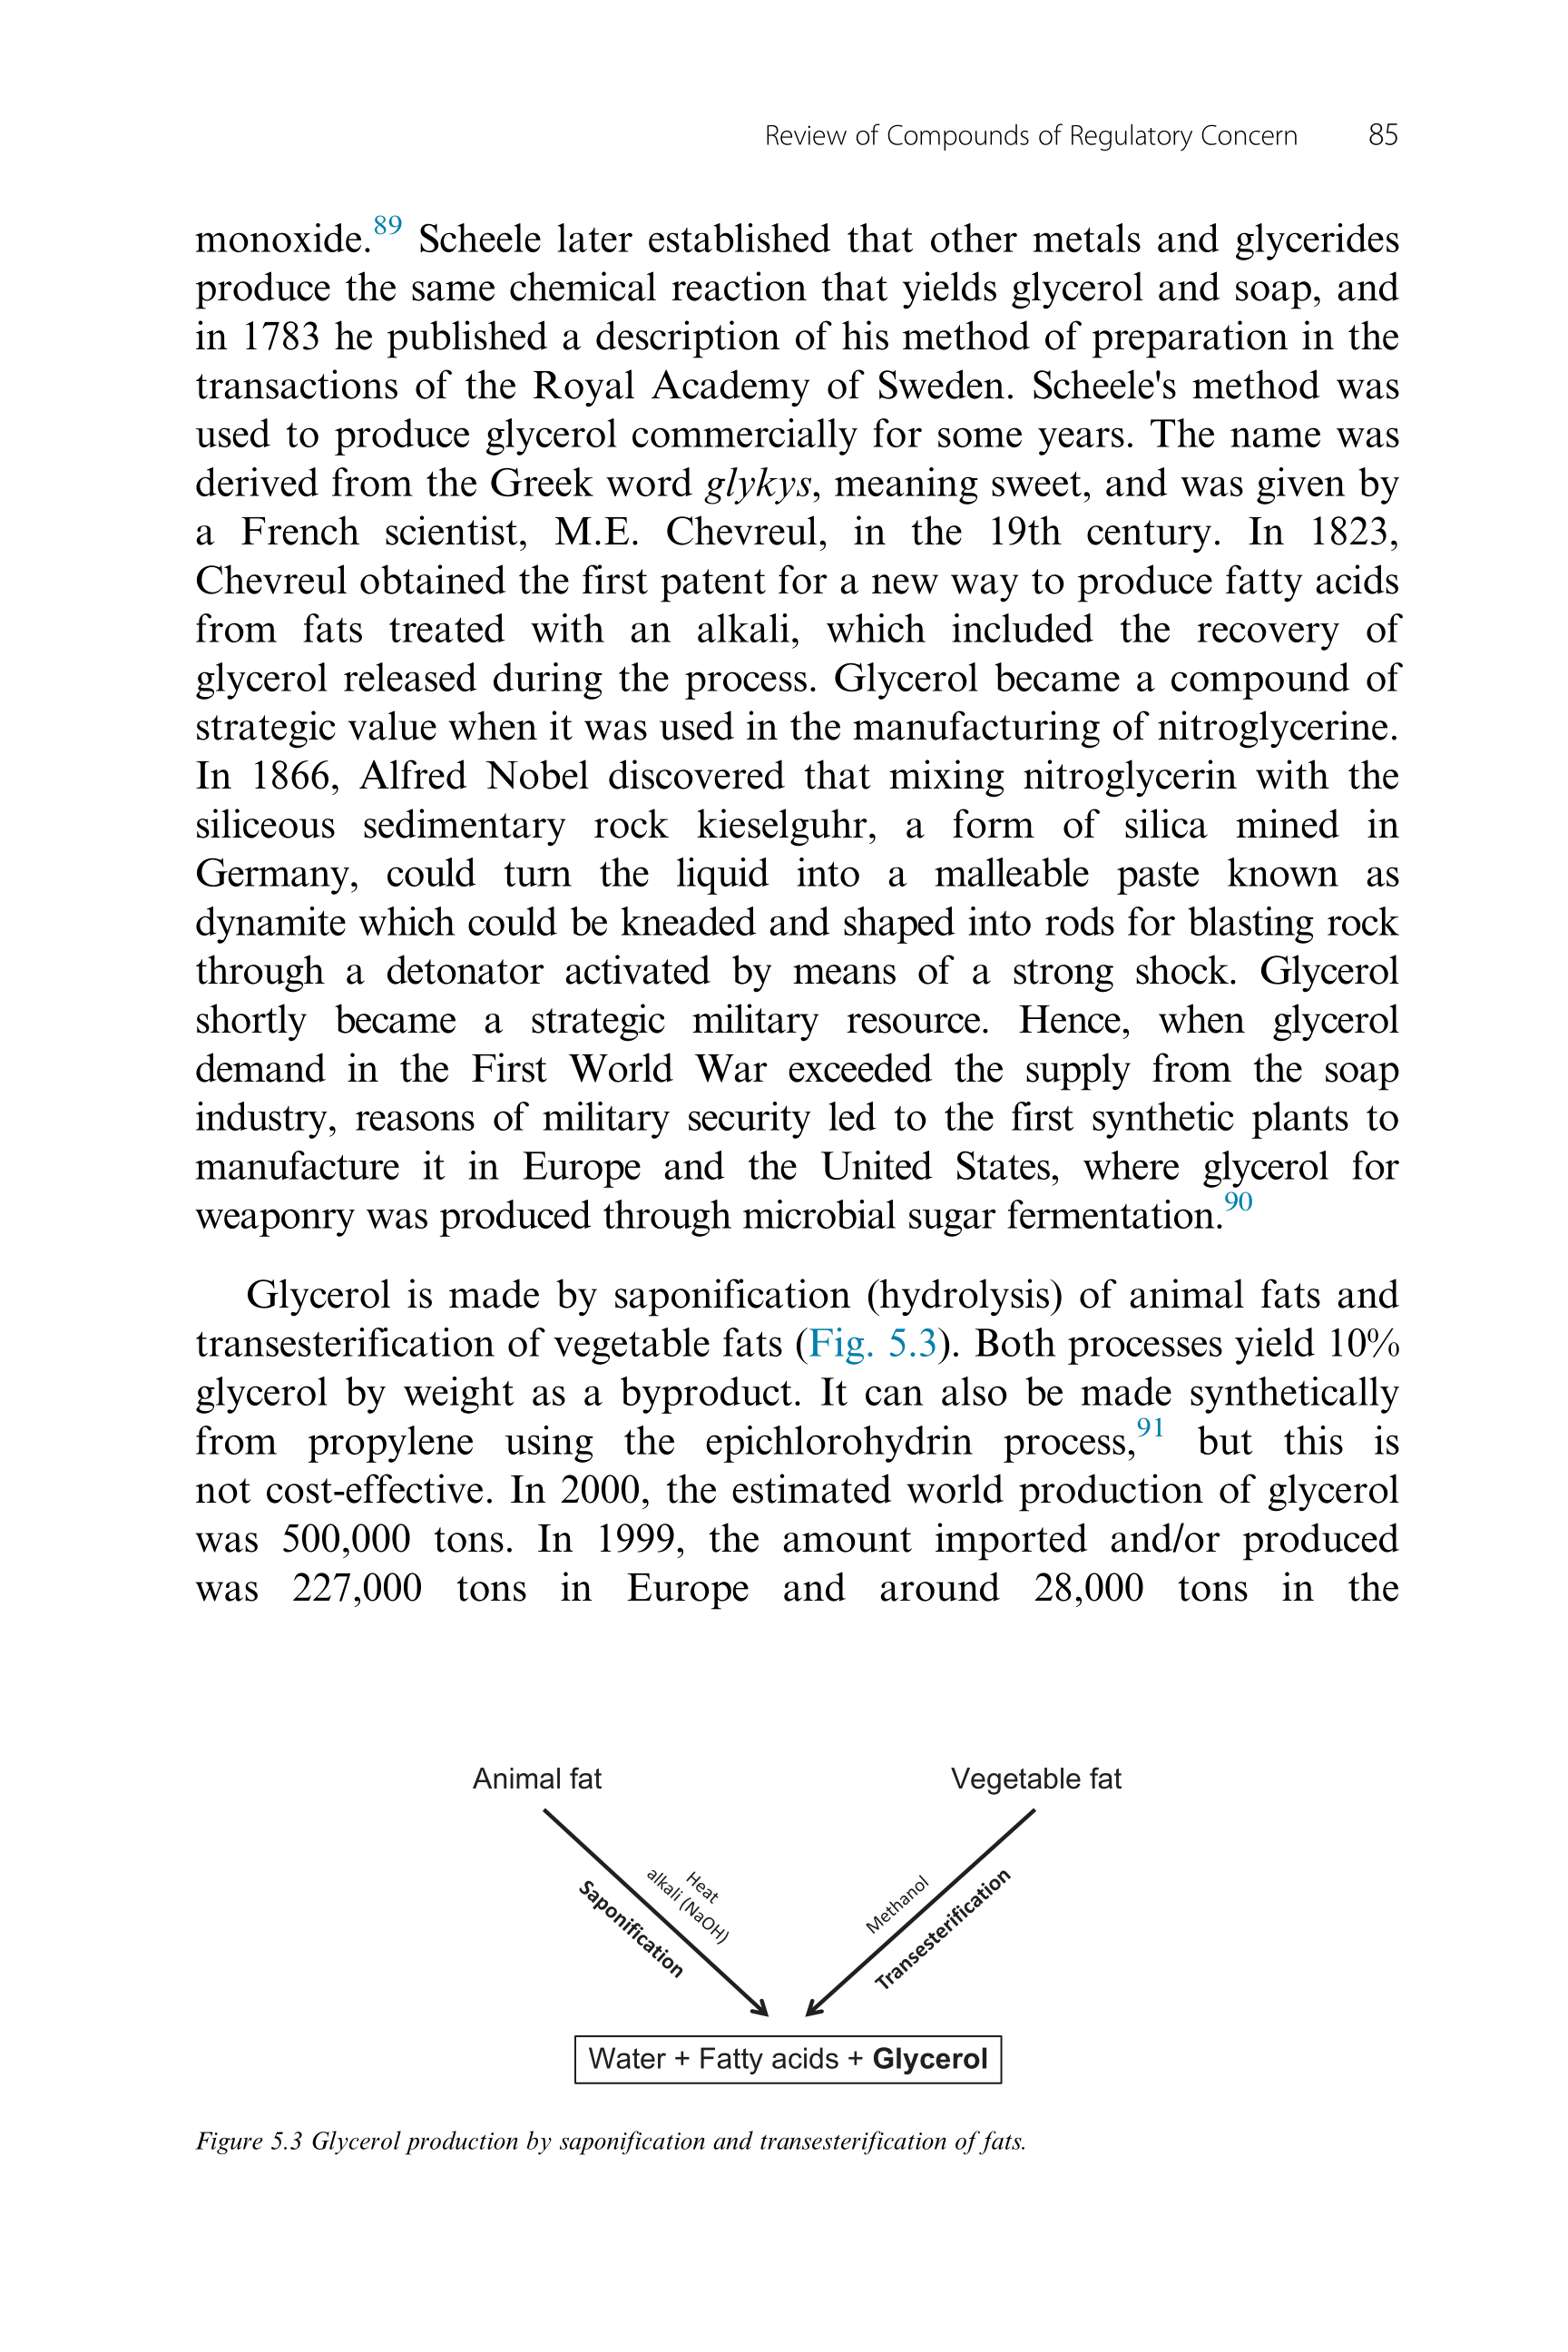 Review of Compounds of Regulatory Concern 85
monoxide.89 Scheele later established that other metals and glycerides
produce the same chemical reaction that yields glycerol and soap, and
in 1783 he published a description of his method of preparation in the
transactions of the Royal Academy of Sweden. Scheele's method was
used to produce glycerol commercially for some years. The name was
derived from the Greek word glykys, meaning sweet, and was given by
a French scientist, M.E. Chevreul, in the 19th century. In 1823,
Chevreul obtained the first patent for a new way to produce fatty acids
from fats treated with an alkali, which included the recovery of
glycerol released during the process. Glycerol became a compound of
strategic value when it was used in the manufacturing of nitroglycerine.
In 1866, Alfred Nobel discovered that mixing nitroglycerin with the
siliceous sedimentary rock kieselguhr, a form of silica mined in
Germany, could turn the liquid into a malleable paste known as
dynamite which could be kneaded and shaped into rods for blasting rock
through a detonator activated by means of a strong shock. Glycerol
shortly became a strategic military resource. Hence, when glycerol
demand in the First World War exceeded the supply from the soap
industry, reasons of military security led to the first synthetic plants to
manufacture it in Europe and the United States, where glycerol for
weaponry was produced through microbial sugar fermentation.90
Glycerol is made by saponification (hydrolysis) of animal fats and
transesterification of vegetable fats (Fig. 5.3). Both processes yield 10%
glycerol by weight as a byproduct. It can also be made synthetically
from propylene using the epichlorohydrin process,91 but this is
not cost-effective. In 2000, the estimated world production of glycerol
was 500,000 tons. In 1999, the amount imported and/or produced
was 227,000 tons in Europe and around 28,000 tons in the
Animal fat
Vegetable fat
Heat
alkali (NaOH)
Saponification
Methanol
Transesterification
Water + Fatty acids + Glycerol
Figure 5.3 Glycerol production by saponification and transesterification of fats.